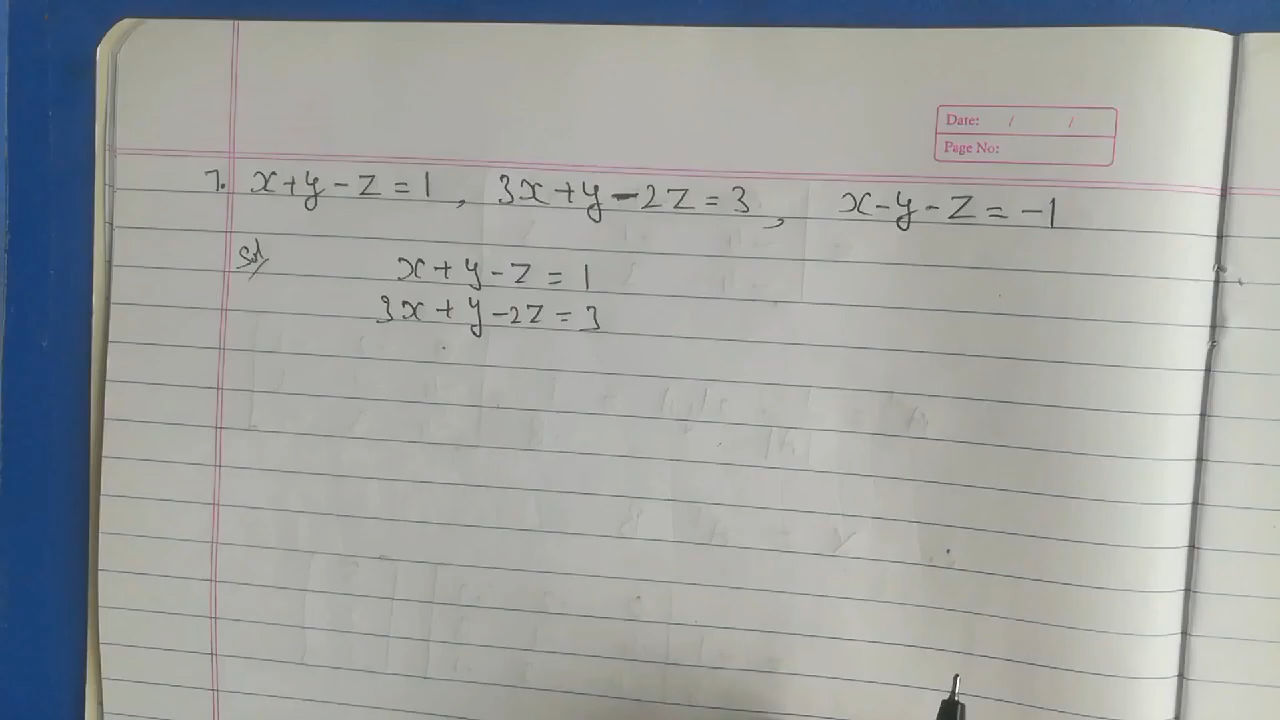 Date: / /
Page No:
7. x+y-z=1, 3x+y-2z=3, x-y-z=-1
Sol
x+y-z=1
3x+y-2z=3